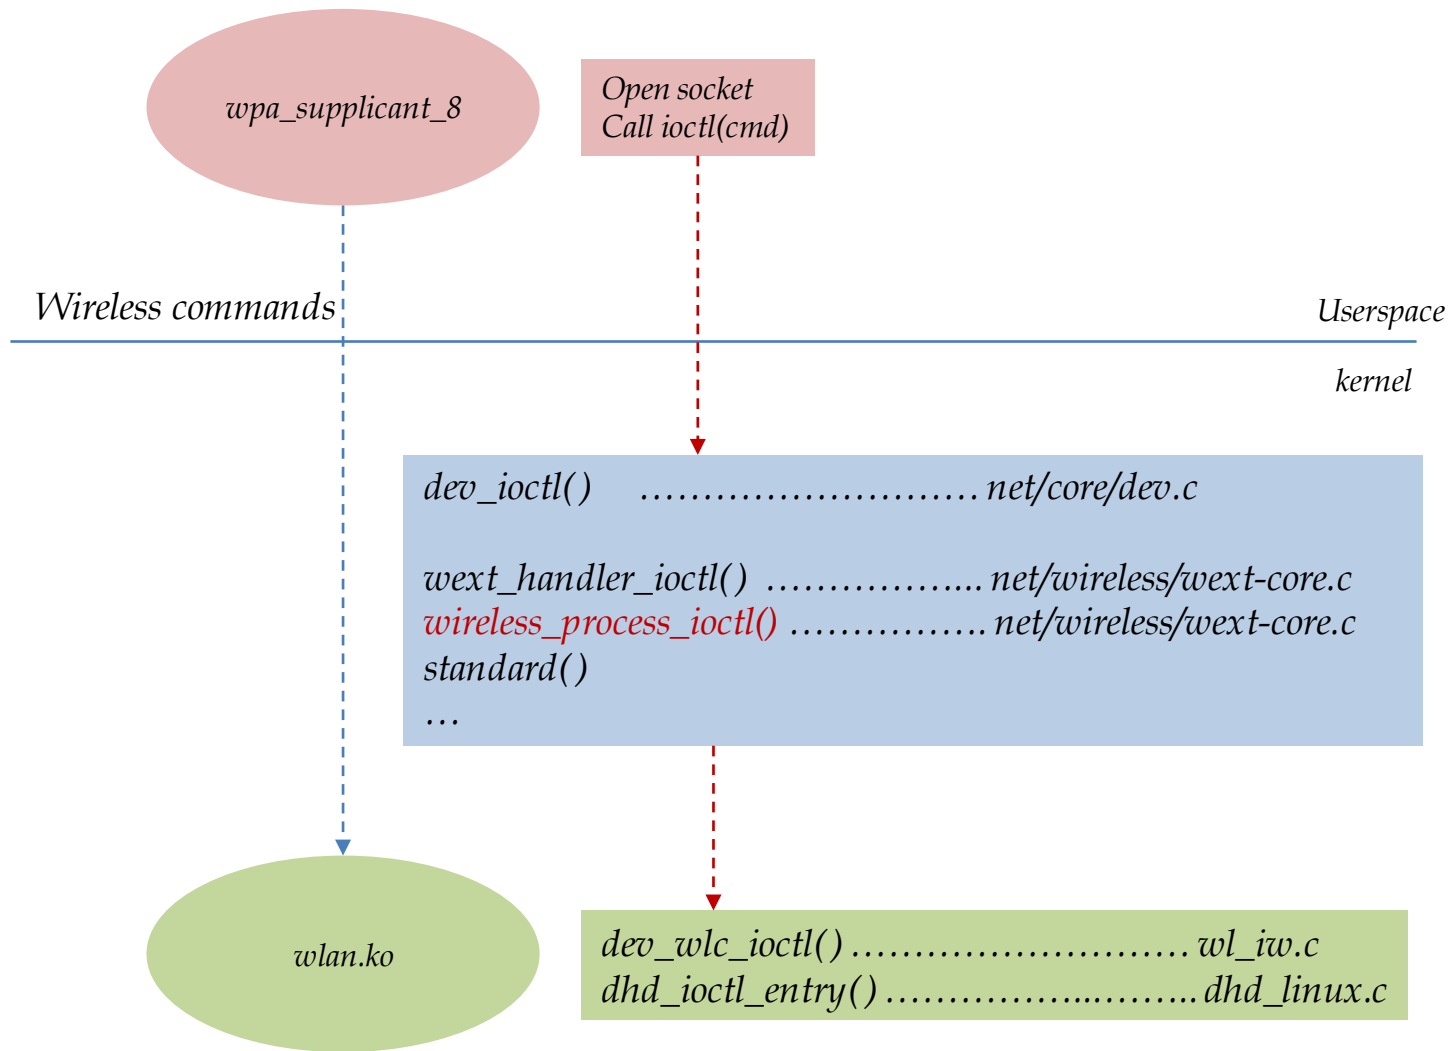 wpa_supplicant_8
Open socket
Call ioctl(cmd)
Wireless commands
Userspace
kernel
dev_ioctl() ……………………… net/core/dev.c
wext_handler_ioctl() ……………... net/wireless/wext-core.c
wireless_process_ioctl() ……………. net/wireless/wext-core.c
standard()
…
wlan.ko
dev_wlc_ioctl() ……………………… wl_iw.c
dhd_ioctl_entry() ……………...…….. dhd_linux.c